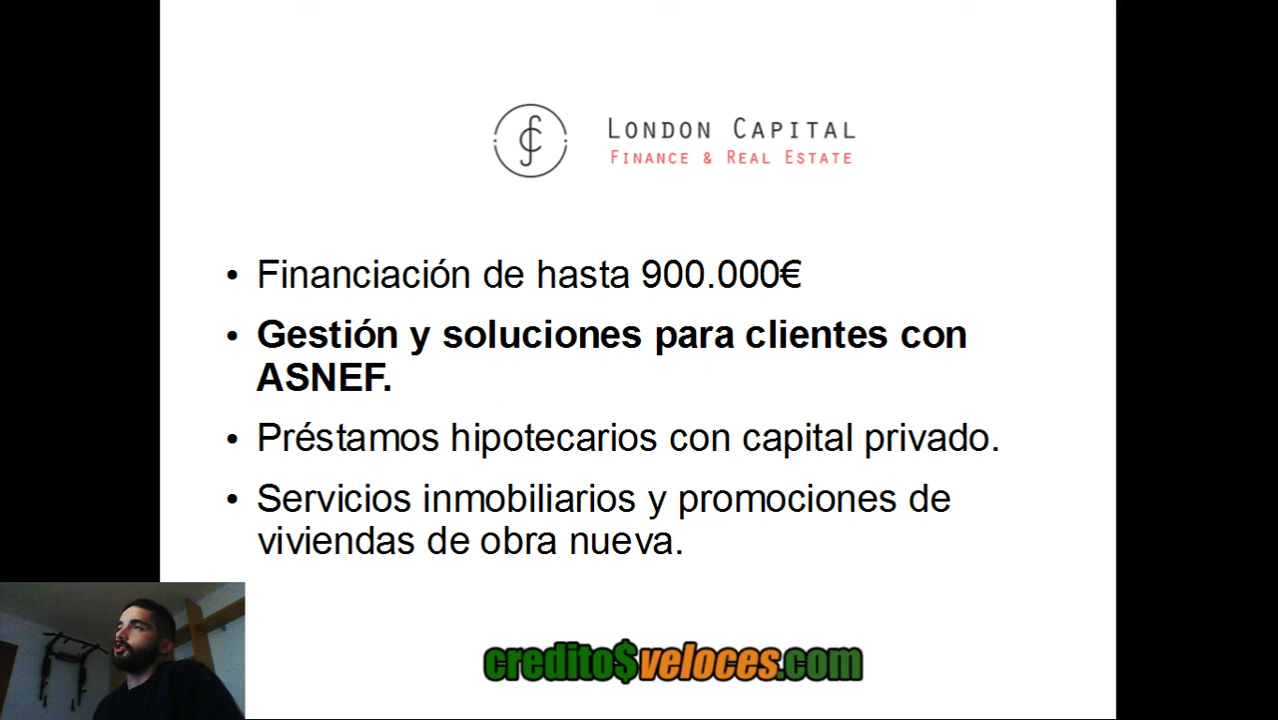 LONDON CAPITAL
FINANCE & REAL ESTATE
• Financiación de hasta 900.000€
• Gestión y soluciones para clientes con
ASNEF.
• Préstamos hipotecarios con capital privado.
• Servicios inmobiliarios y promociones de
viviendas de obra nueva.
credito$veloces.com